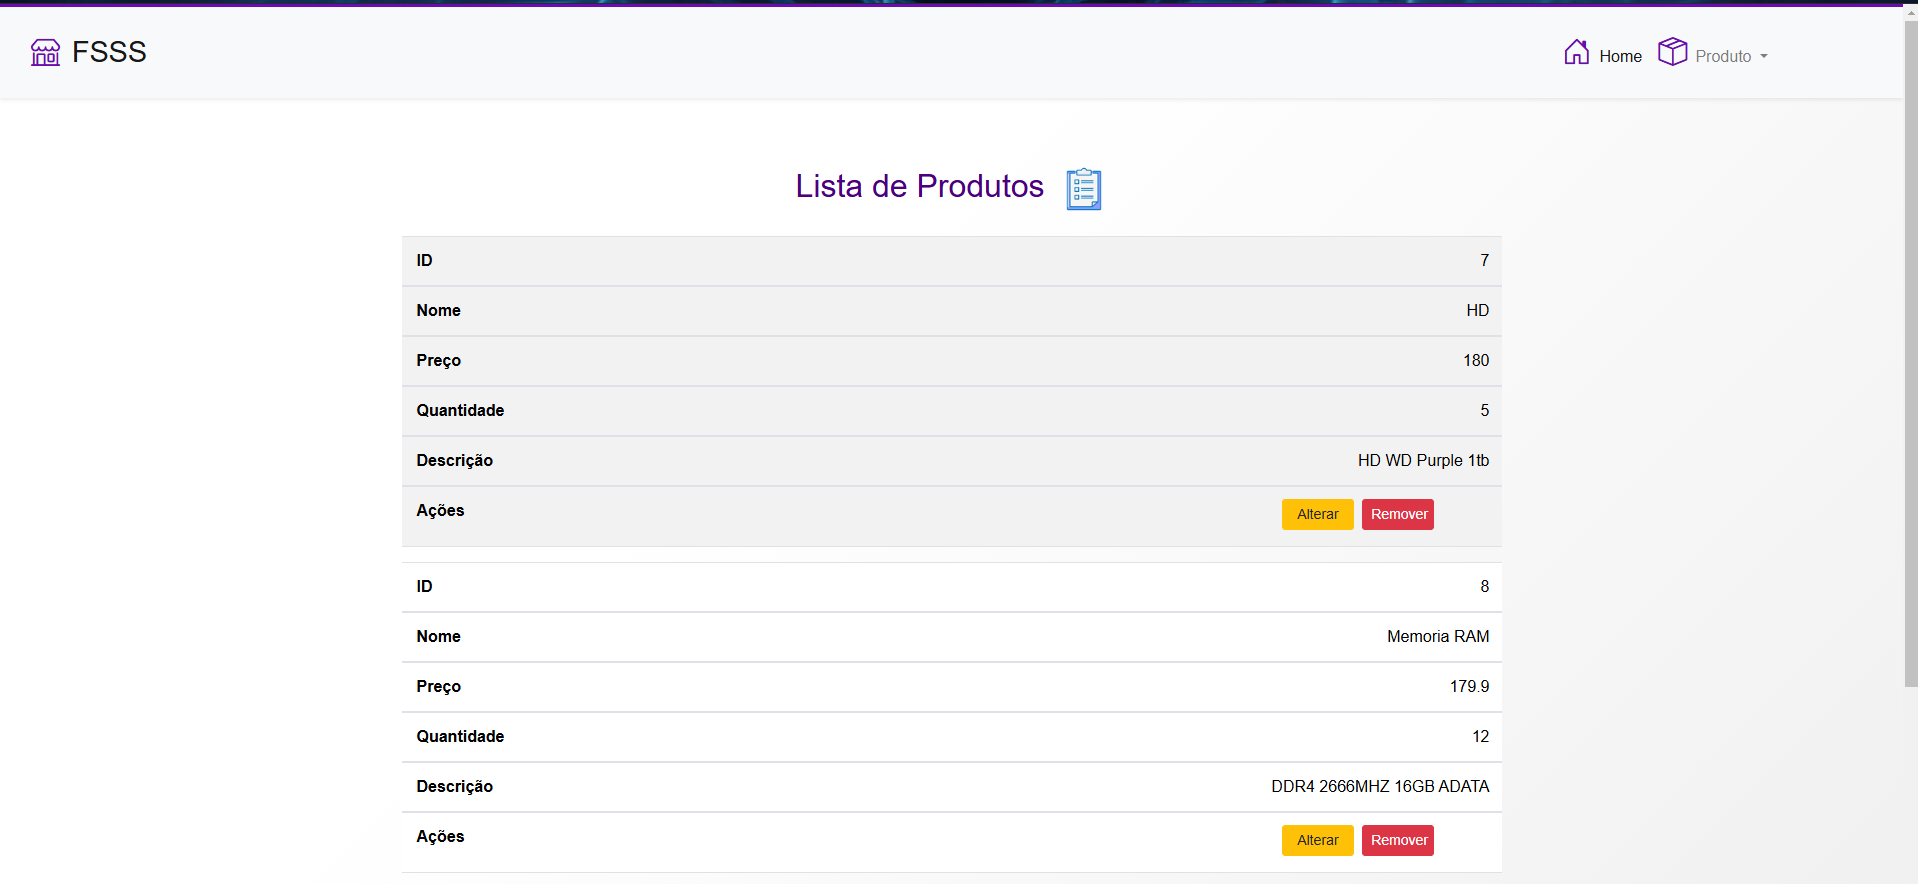 FSSS
Home Produto
Lista de Produtos
ID 7
Nome HD
Preço 180
Quantidade 5
Descrição HD WD Purple 1tb
Ações Alterar Remover
ID 8
Nome Memoria RAM
Preço 179.9
Quantidade 12
Descrição DDR4 2666MHZ 16GB ADATA
Ações Alterar Remover